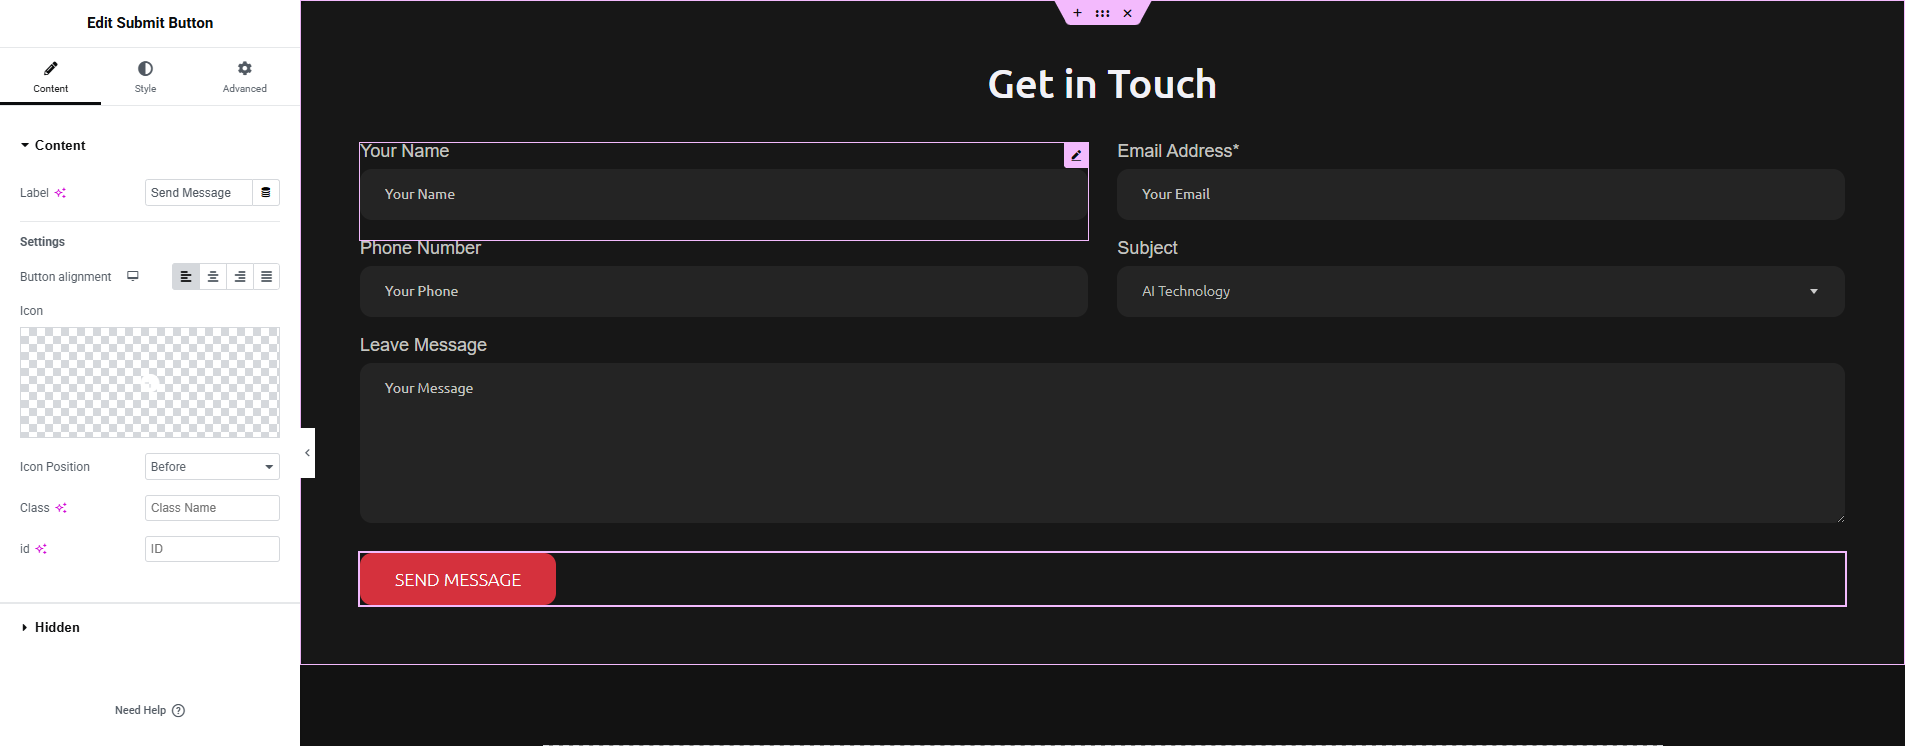 Edit Submit Button
Content
Style
Advanced
Content
Label
Send Message
Settings
Button alignment
Icon
Icon Position
Before
Class
Class Name
id
ID
Hidden
Need Help
Get in Touch
Your Name
Email Address*
Your Name
Your Email
Phone Number
Subject
Your Phone
AI Technology
Leave Message
Your Message
SEND MESSAGE